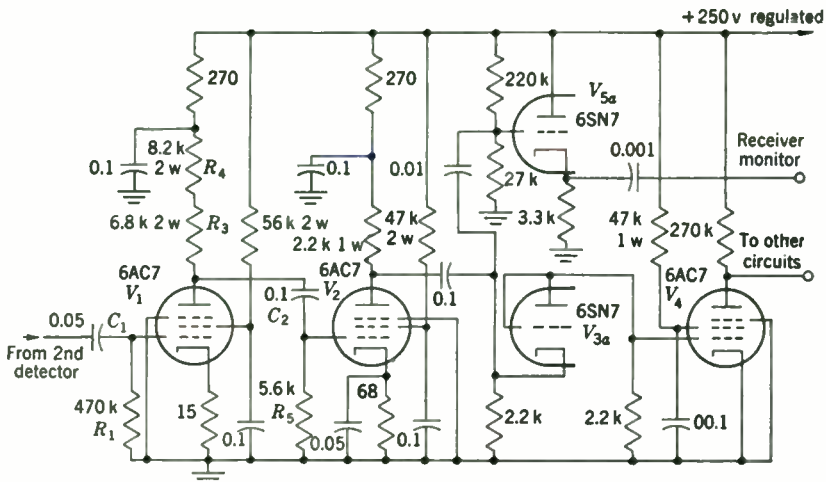 +250 v regulated
270
270
220 k
V5a
6SN7
0.001
Receiver
monitor
0.1
8.2 k
2 w
R4
0.1
0.01
27 k
3.3 k
6.8 k 2 w
R3
56 k 2 w
47 k
2 w
2.2 k 1 w
47 k
1 w
270 k
To other
circuits
6AC7
V1
6AC7
V2
0.1
6SN7
V3a
6AC7
V4
0.1
C2
0.05
C1
From 2nd
detector
470 k
R1
15
0.1
5.6 k
R5
68
0.05
0.1
2.2 k
2.2 k
00.1